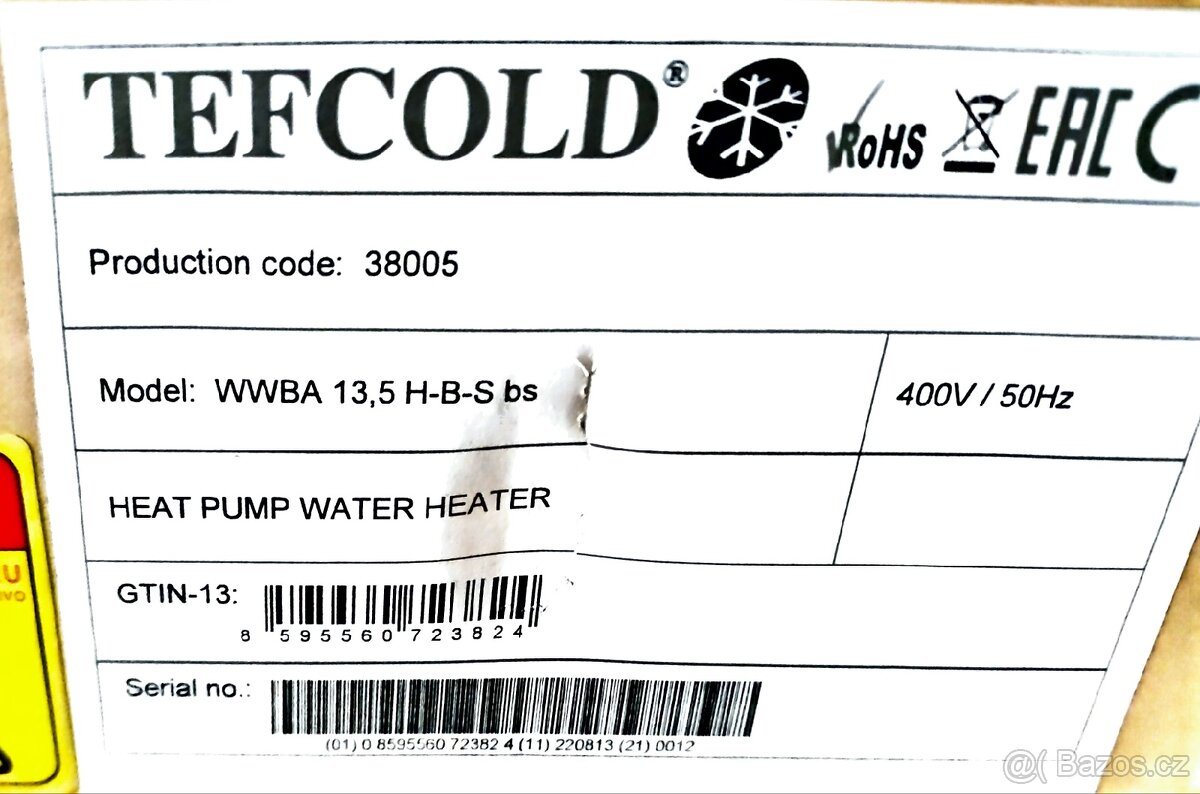 TEFCOLD®
RoHS
EAC
Production code: 38005
Model: WWBA 13,5 H-B-S bs
400V / 50Hz
HEAT PUMP WATER HEATER
GTIN-13:
8 595560 723824
Serial no.:
(01) 0 8595560 72382 4 (11) 220813 (21) 0012
@( Bazos.cz